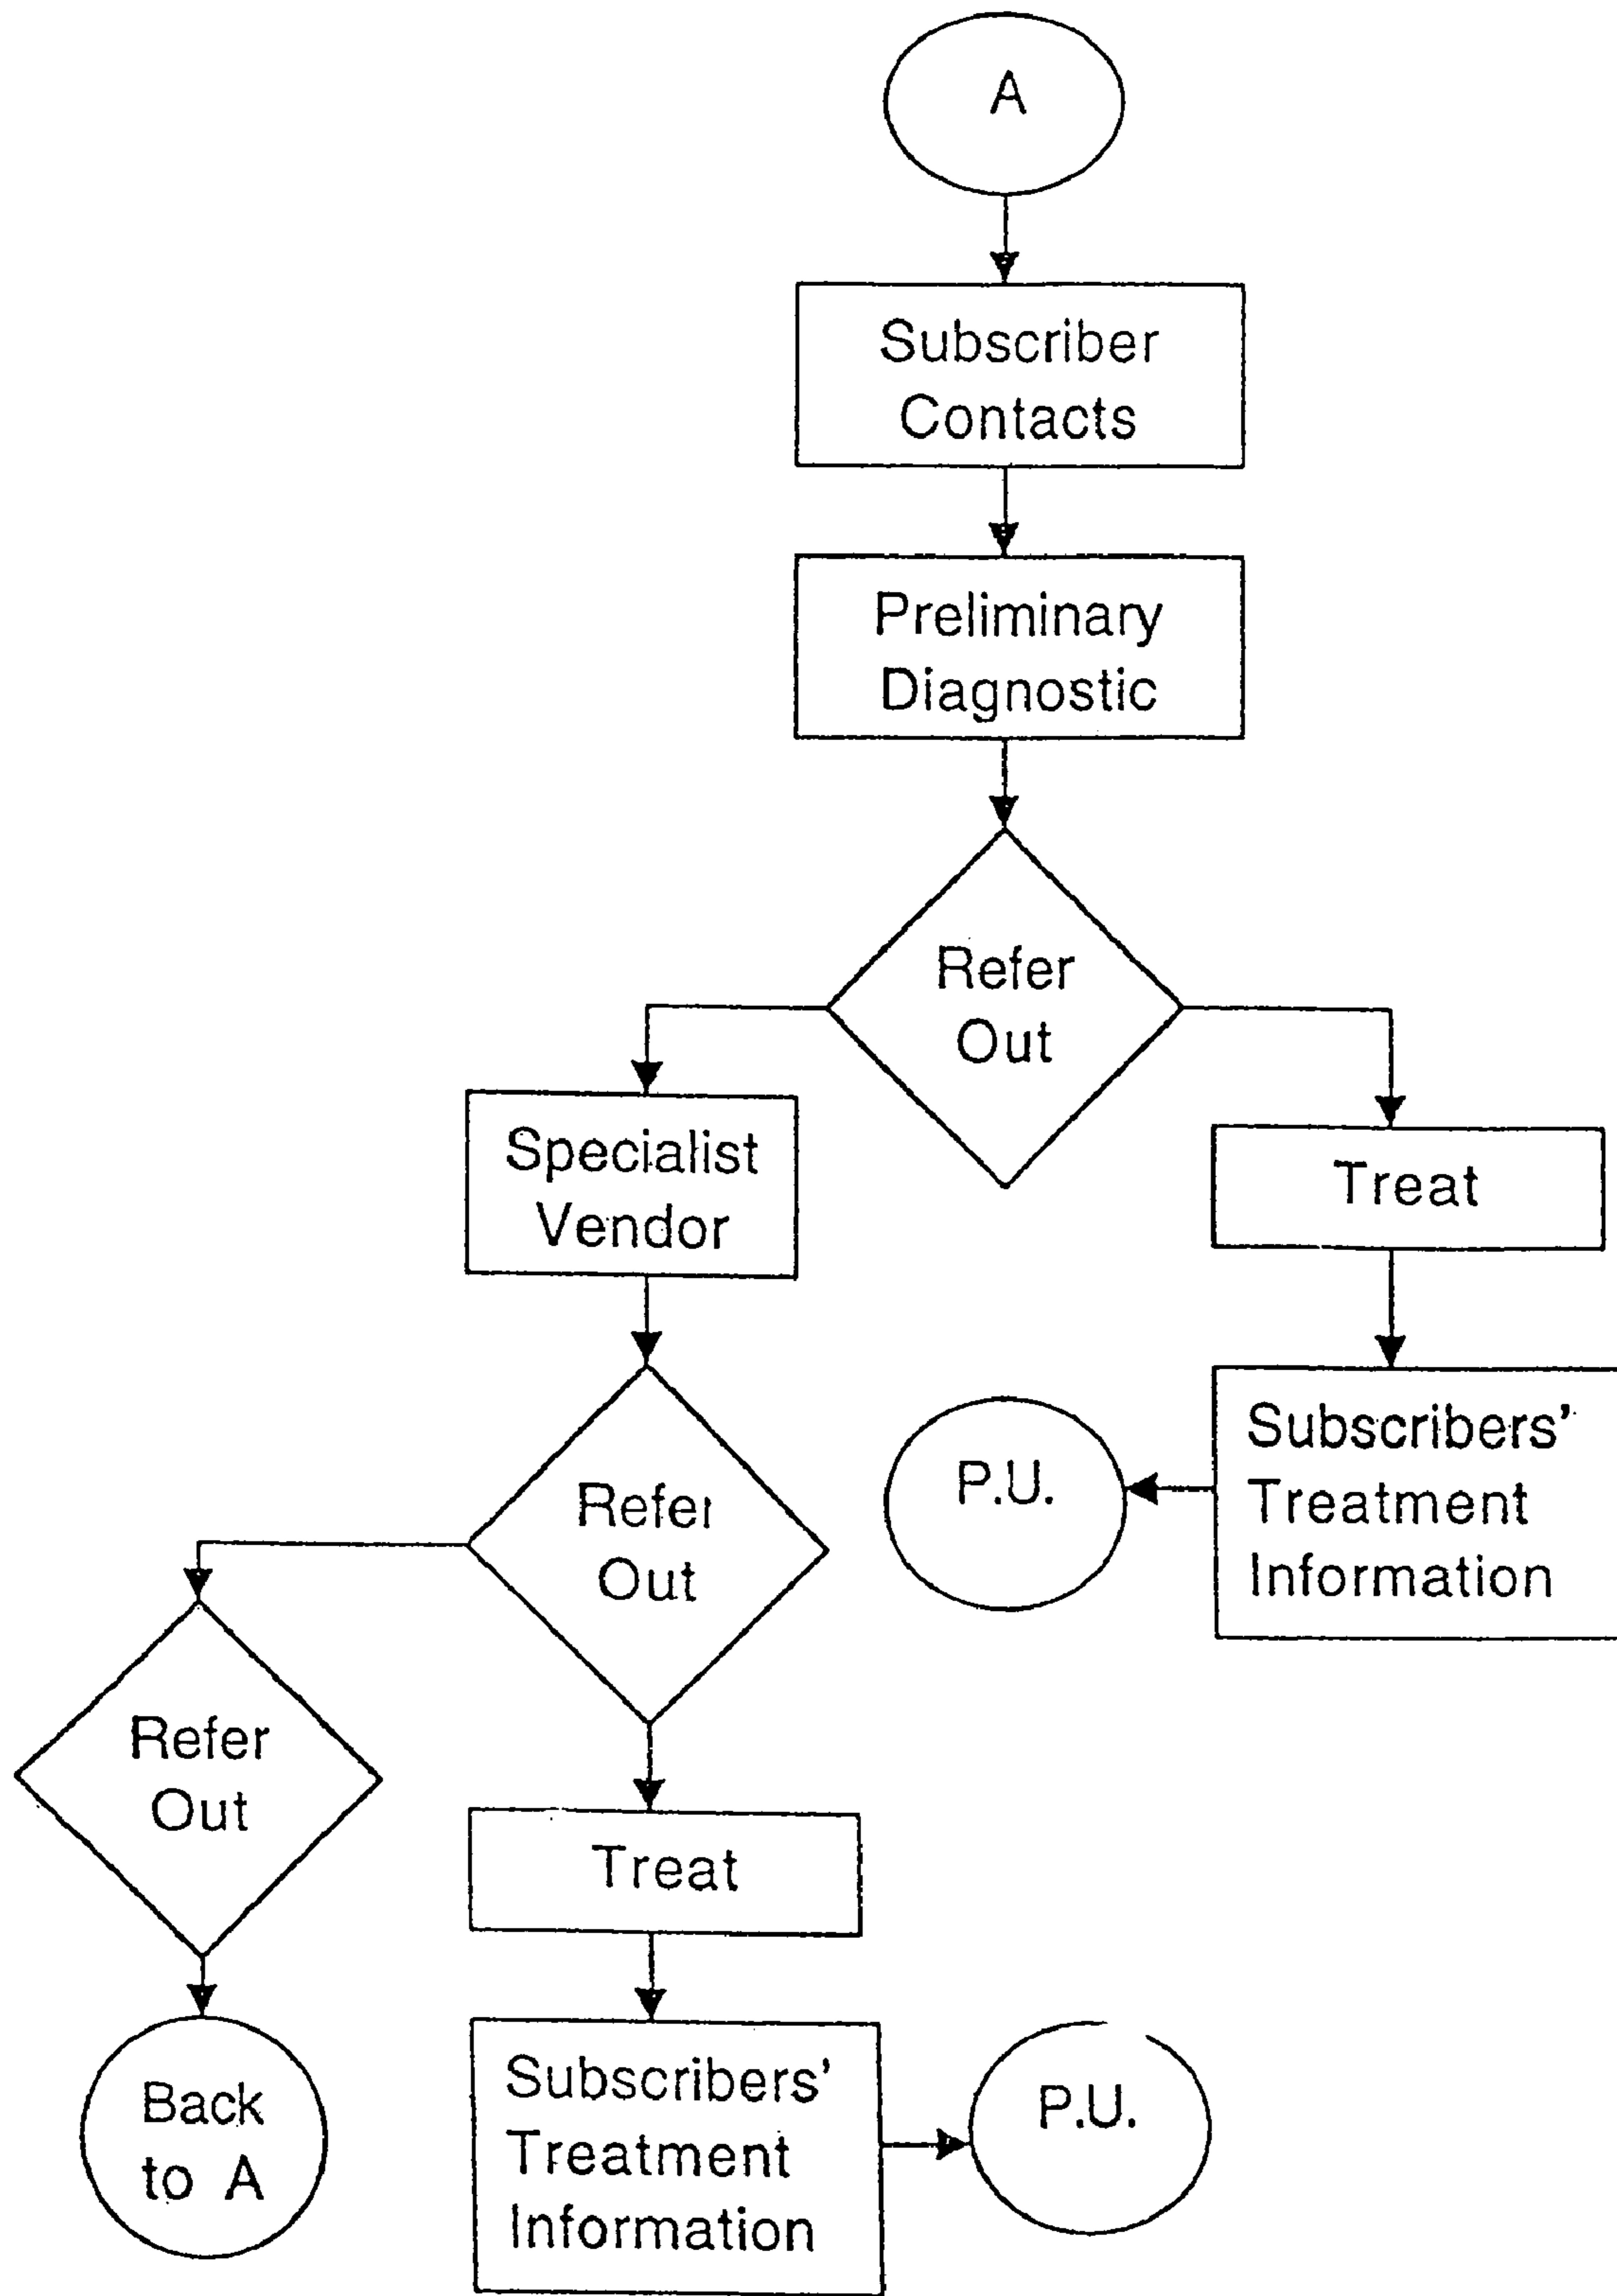 A
Subscriber
Contacts
Preliminary
Diagnostic
Refer
Out
Specialist
Vendor
Treat
Refer
Out
P.U.
Subscribers'
Treatment
Information
Refer
Out
Treat
Back
to A
Subscribers'
Treatment
Information
P.U.